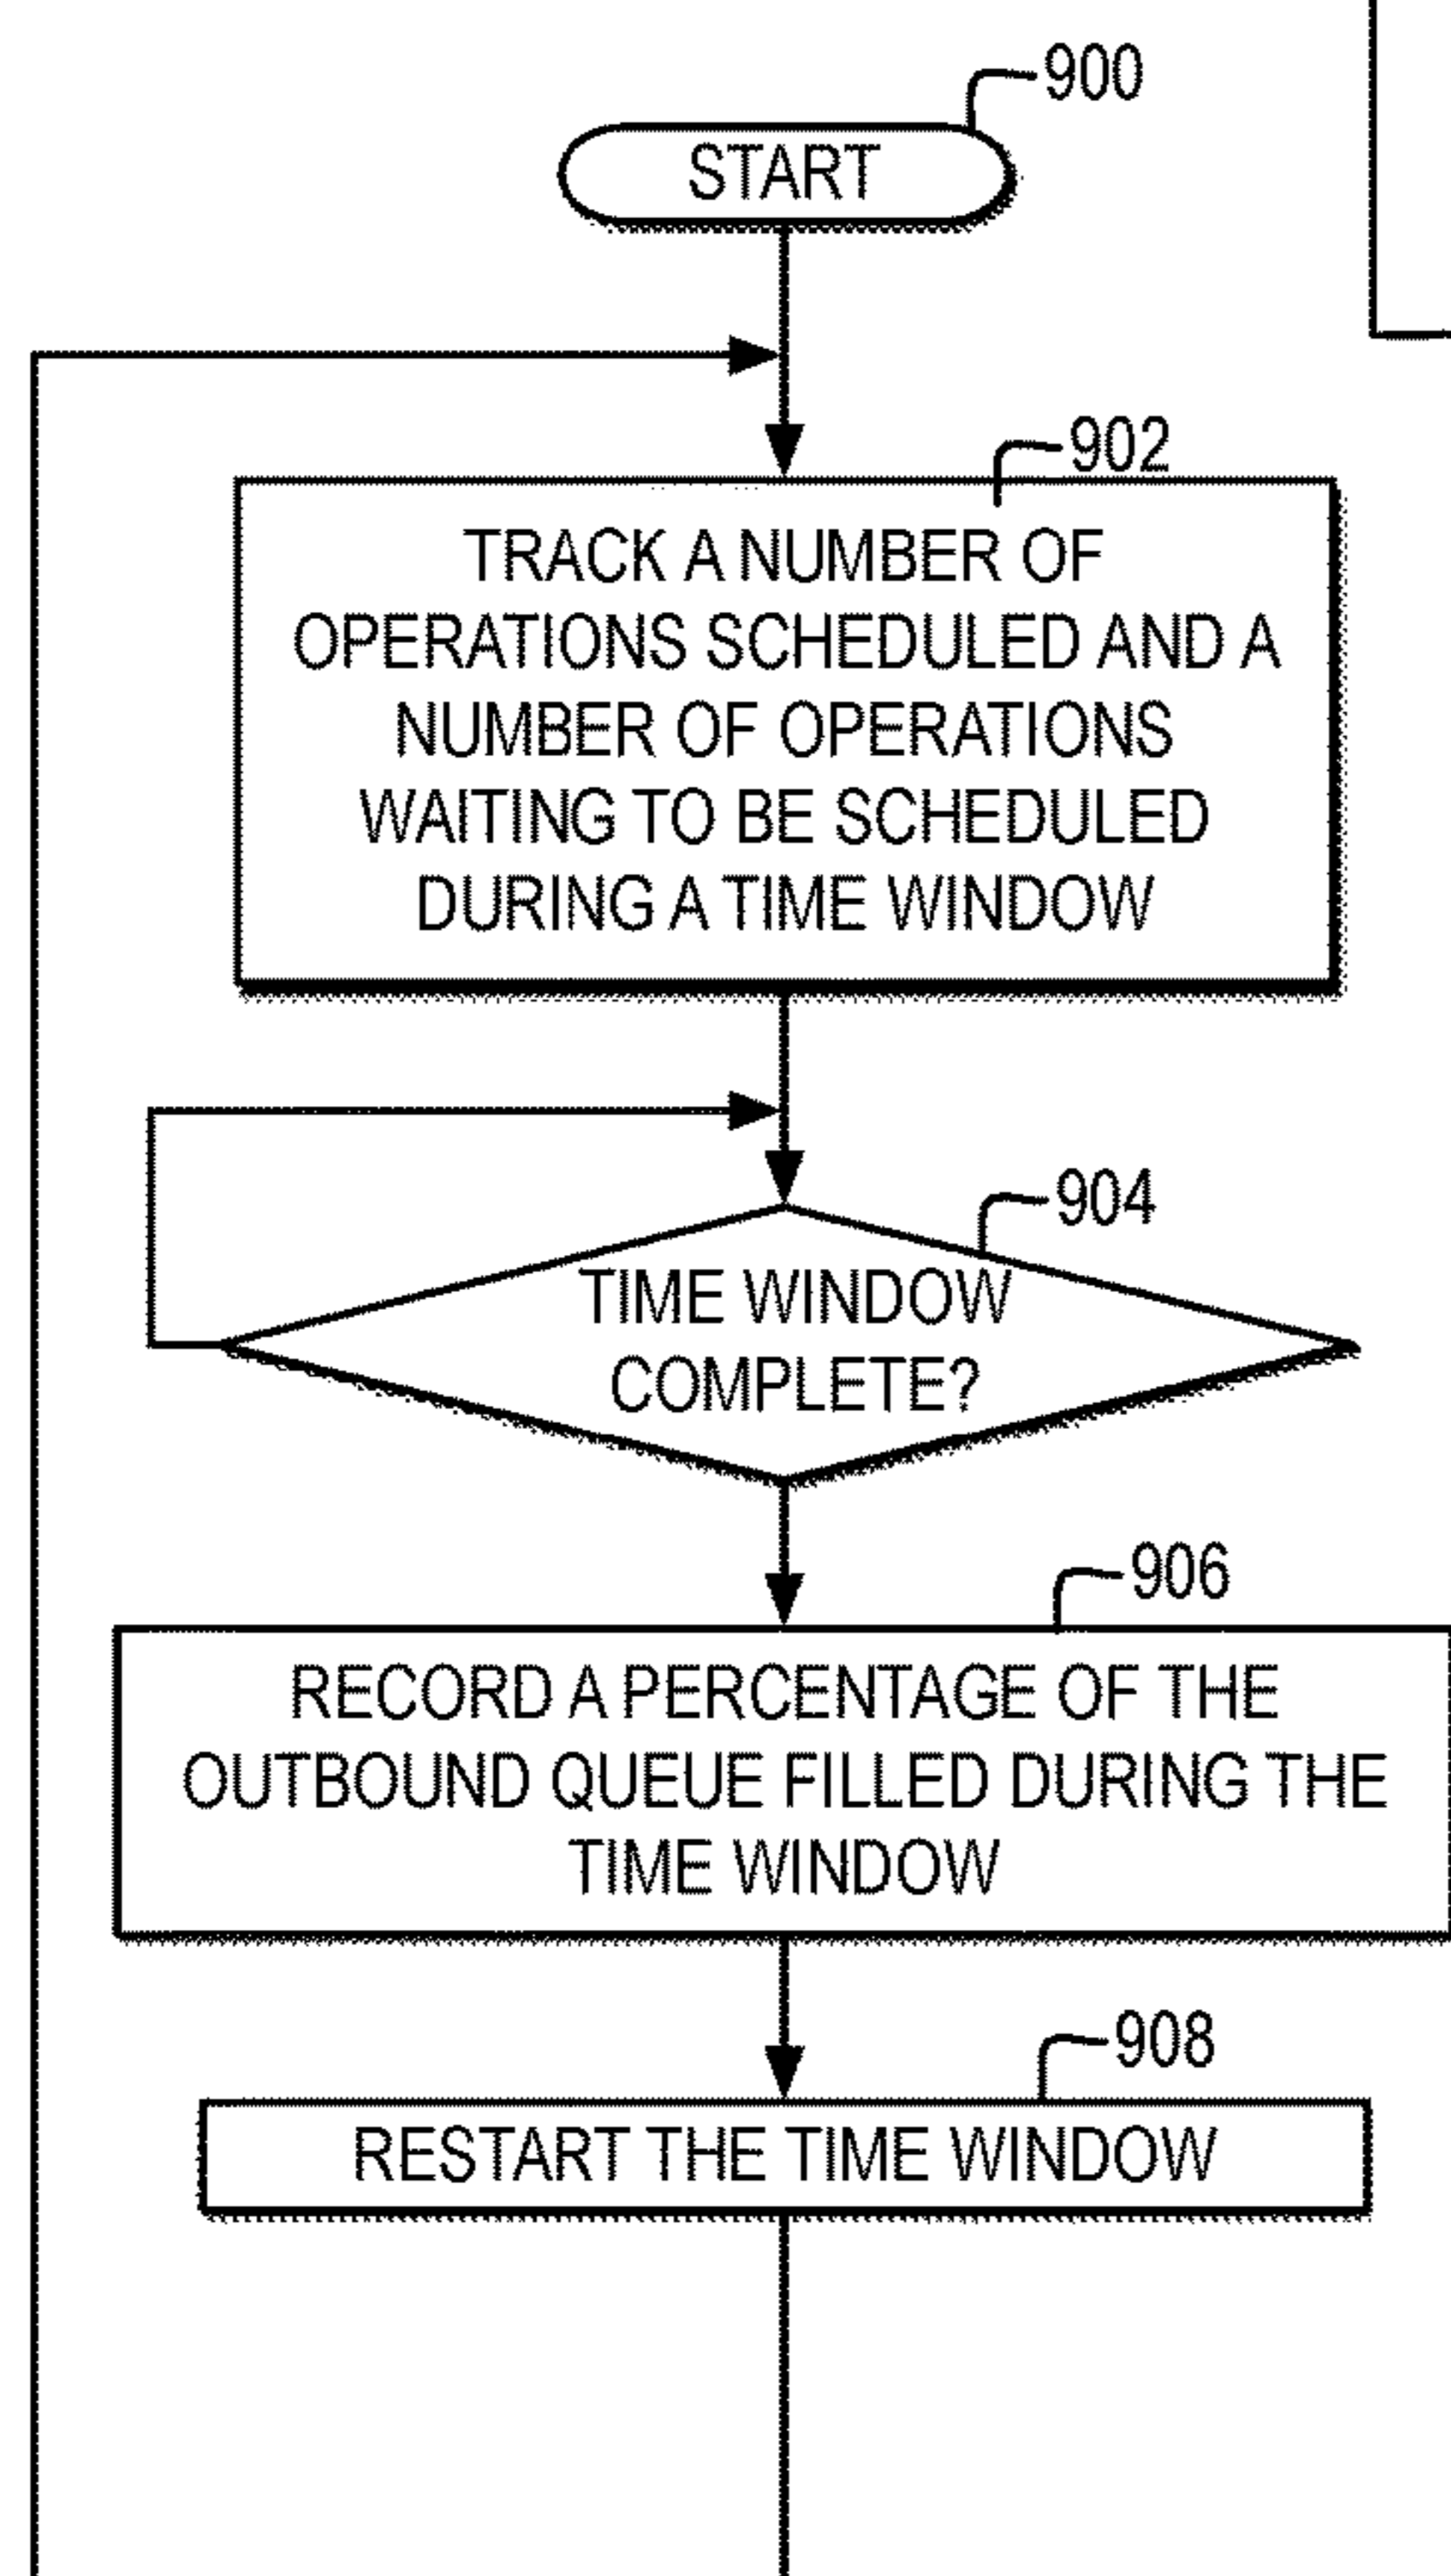 900
START
902
TRACK A NUMBER OF
OPERATIONS SCHEDULED AND A
NUMBER OF OPERATIONS
WAITING TO BE SCHEDULED
DURING A TIME WINDOW
904
TIME WINDOW
COMPLETE?
906
RECORD A PERCENTAGE OF THE
OUTBOUND QUEUE FILLED DURING THE
TIME WINDOW
908
RESTART THE TIME WINDOW